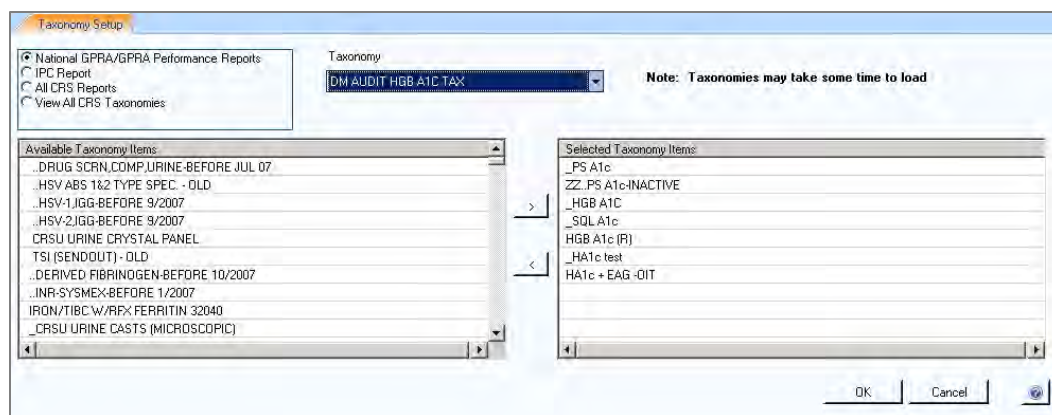 Taxonomy Setup
National GPRA/GPRA Performance Reports
IPC Report
All CRS Reports
View All CRS Taxonomies
Taxonomy
DM AUDIT HGB A1C TAX
Note: Taxonomies may take some time to load
Available Taxonomy Items
..DRUG SCRN,COMP,URINE-BEFORE JUL 07
..HSV ABS 1&2 TYPE SPEC. - OLD
..HSV-1,IGG-BEFORE 9/2007
..HSV-2,IGG-BEFORE 9/2007
CRSU URINE CRYSTAL PANEL
TSI (SENDOUT) - OLD
..DERIVED FIBRINOGEN-BEFORE 10/2007
..INR-SYSMEX-BEFORE 1/2007
IRON/TIBC W/RFX FERRITIN 32040
_CRSU URINE CASTS (MICROSCOPIC)
>
<
Selected Taxonomy Items
_PS A1c
ZZ..PS A1c-INACTIVE
_HGB A1C
_SQL A1c
HGB A1c (R)
_HA1c test
HA1c + EAG -OIT
OK
Cancel
?